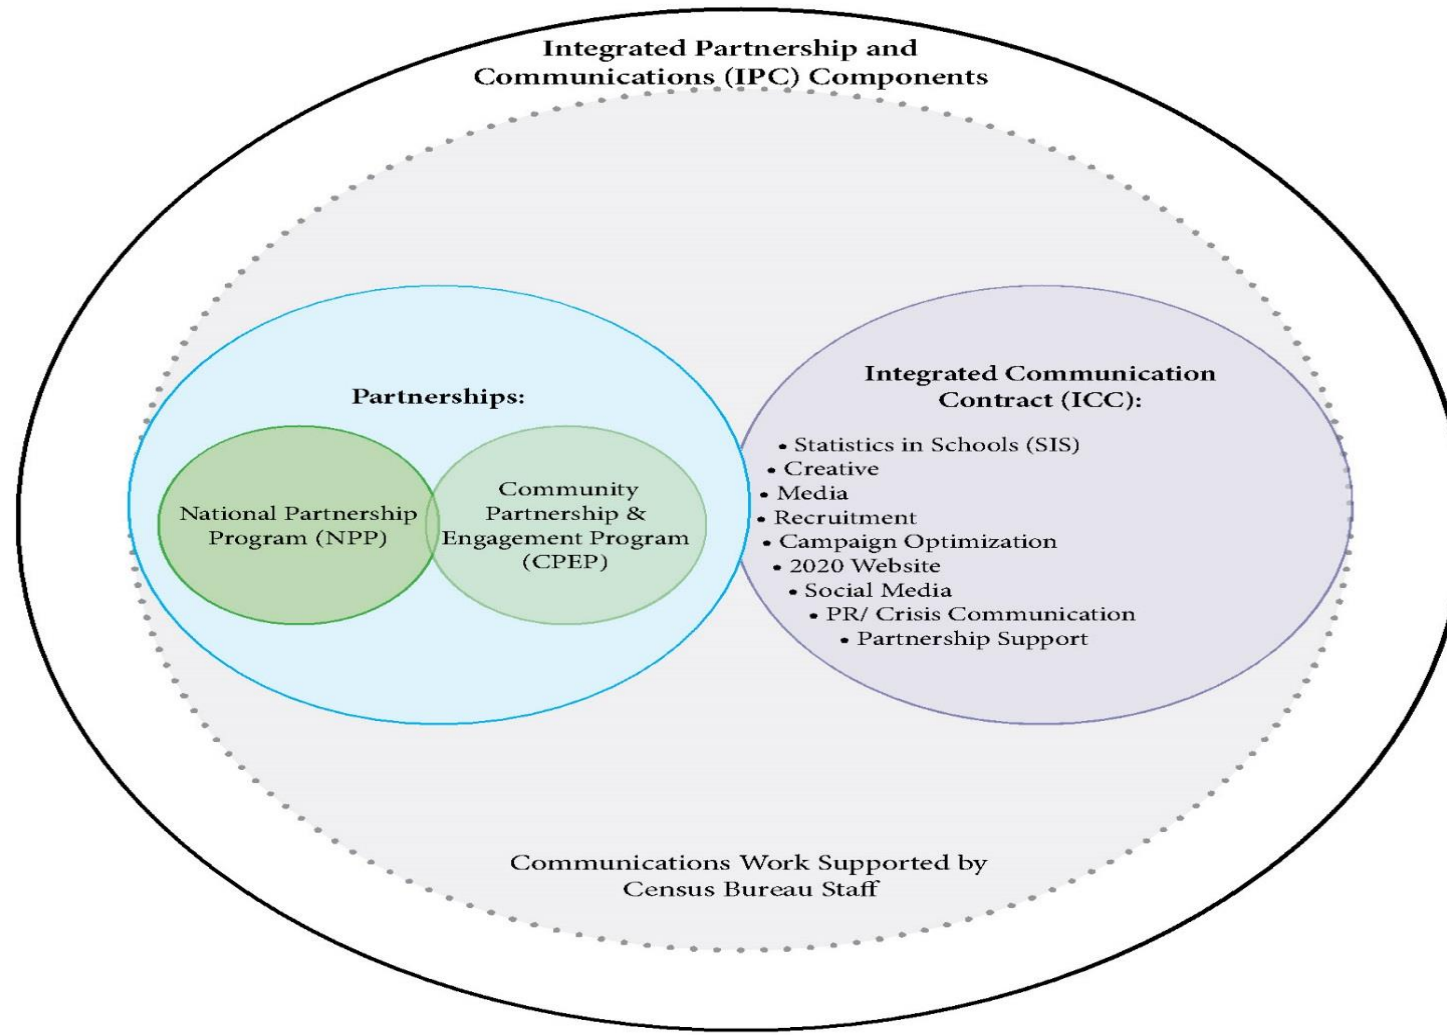 Integrated Partnership and
Communications (IPC) Components
Partnerships:
National Partnership
Program (NPP)
Community
Partnership &
Engagement Program
(CPEP)
Integrated Communication
Contract (ICC):
• Statistics in Schools (SIS)
• Creative
• Media
• Recruitment
• Campaign Optimization
• 2020 Website
• Social Media
• PR/ Crisis Communication
• Partnership Support
Communications Work Supported by
Census Bureau Staff